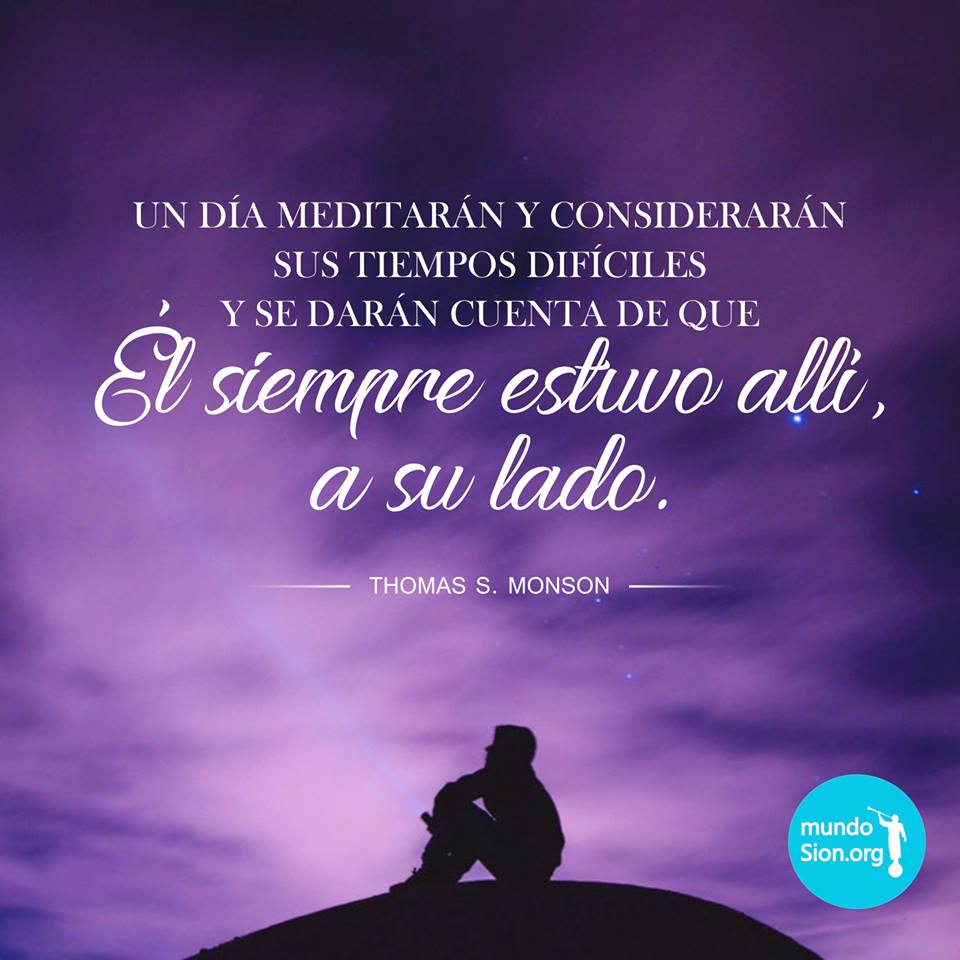 UN DÍA MEDITARÁN Y CONSIDERARÁN
SUS TIEMPOS DIFÍCILES
Y SE DARÁN CUENTA DE QUE
Él siempre estuvo alli,
a su lado.
THOMAS S. MONSON
mundo
Sion.org